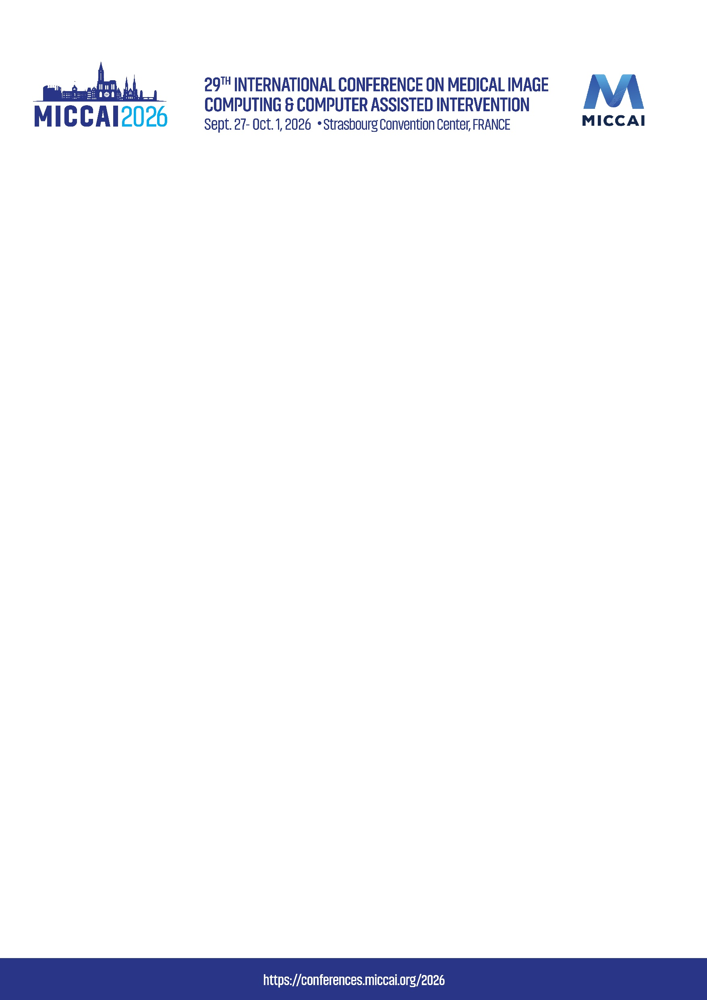 MICCAI2026
29TH INTERNATIONAL CONFERENCE ON MEDICAL IMAGE
COMPUTING & COMPUTER ASSISTED INTERVENTION
Sept. 27- Oct. 1, 2026 • Strasbourg Convention Center, FRANCE
MICCAI
https://conferences.miccai.org/2026